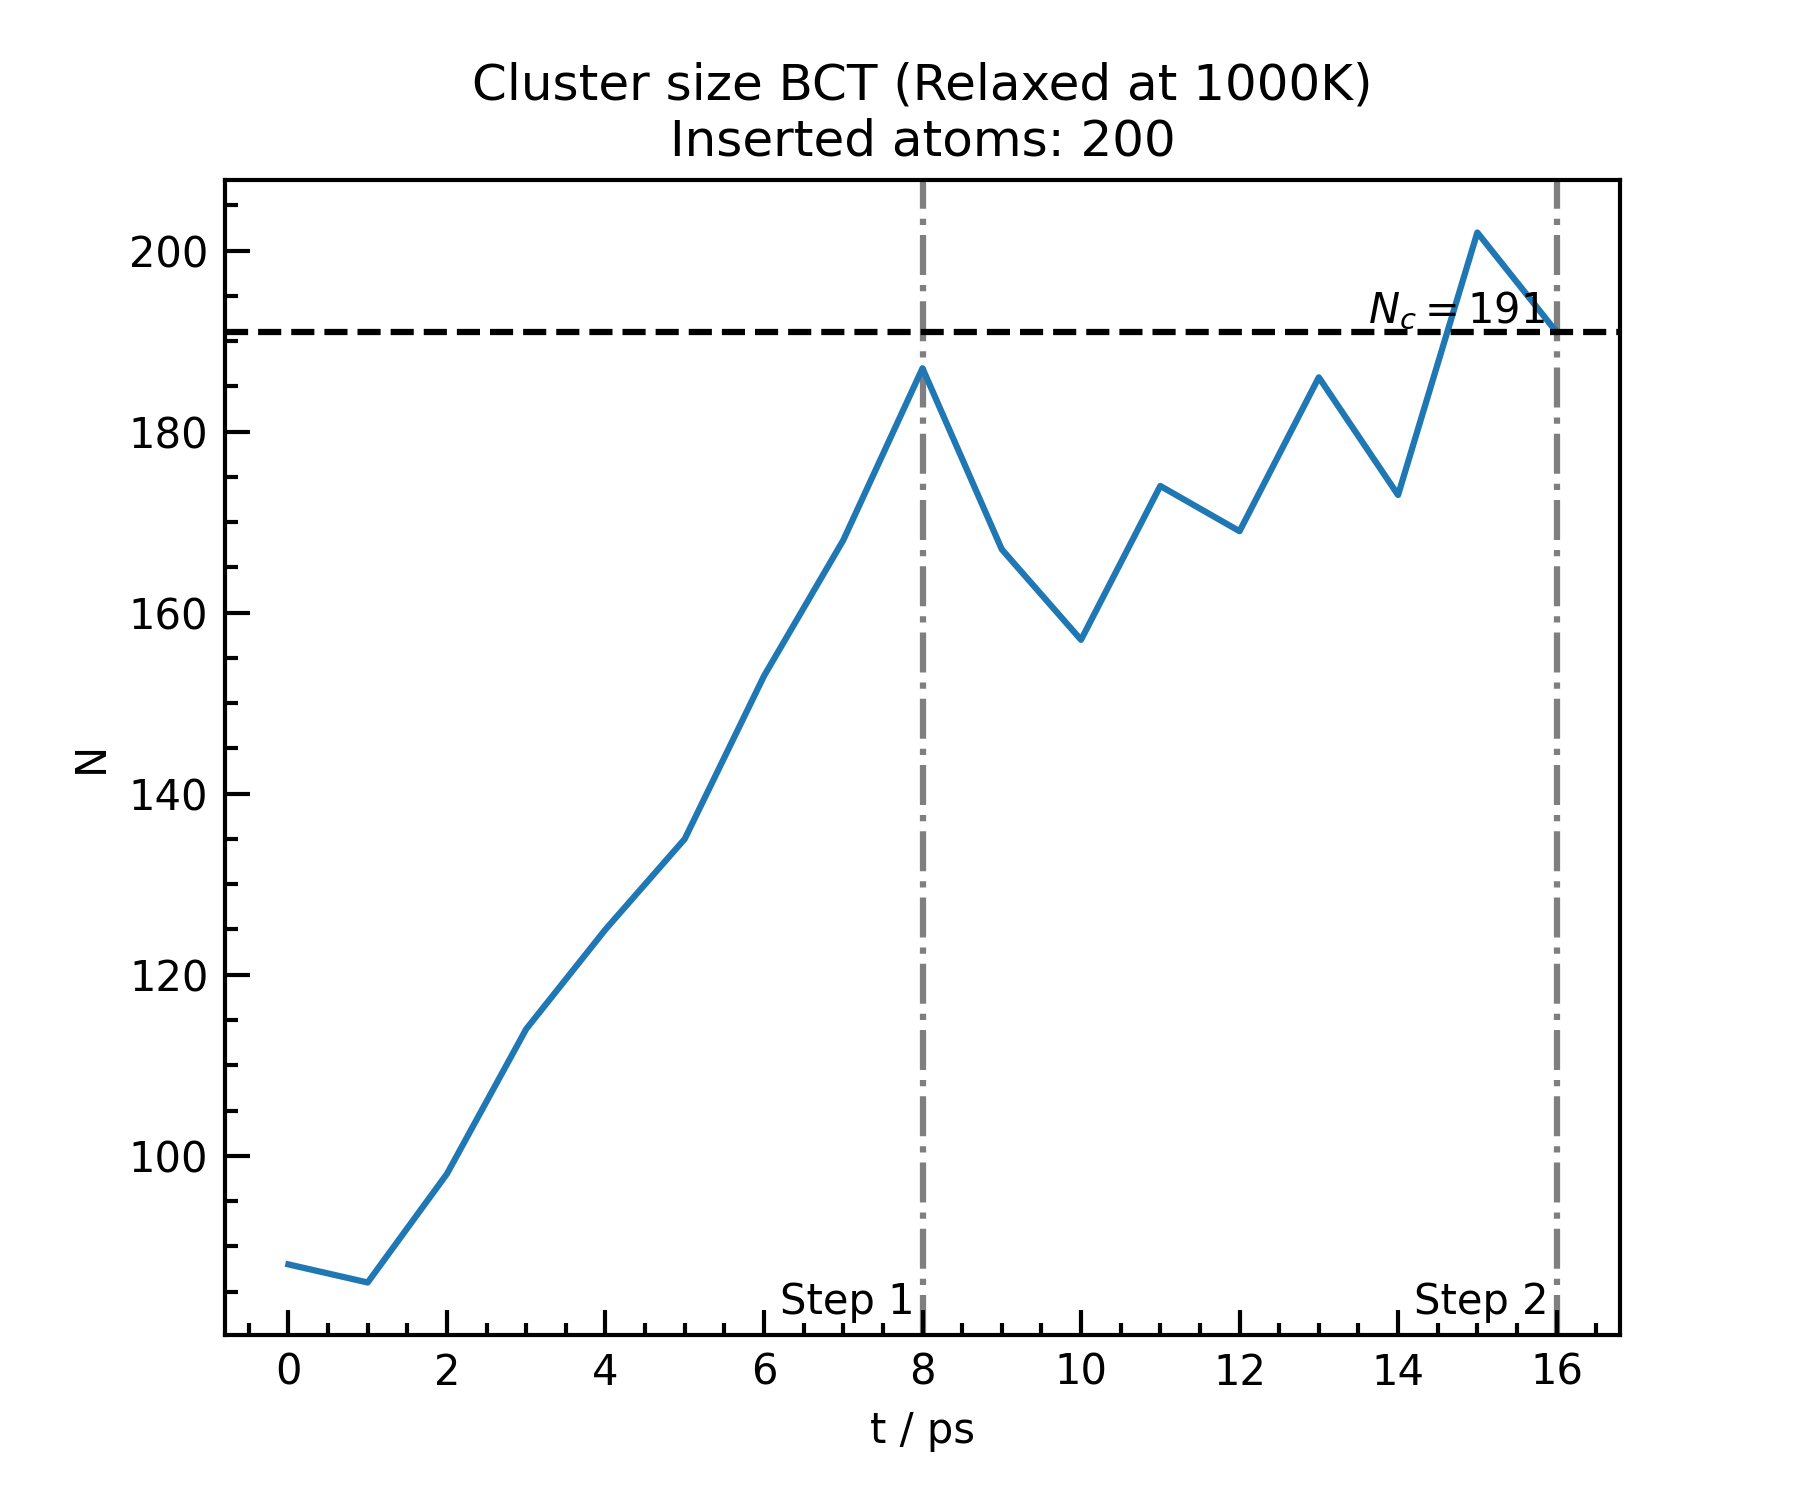 Cluster size BCT (Relaxed at 1000K)
Inserted atoms: 200
200
180
160
140
120
100
N
N_c = 191
Step 1
Step 2
0 2 4 6 8 10 12 14 16
t / ps